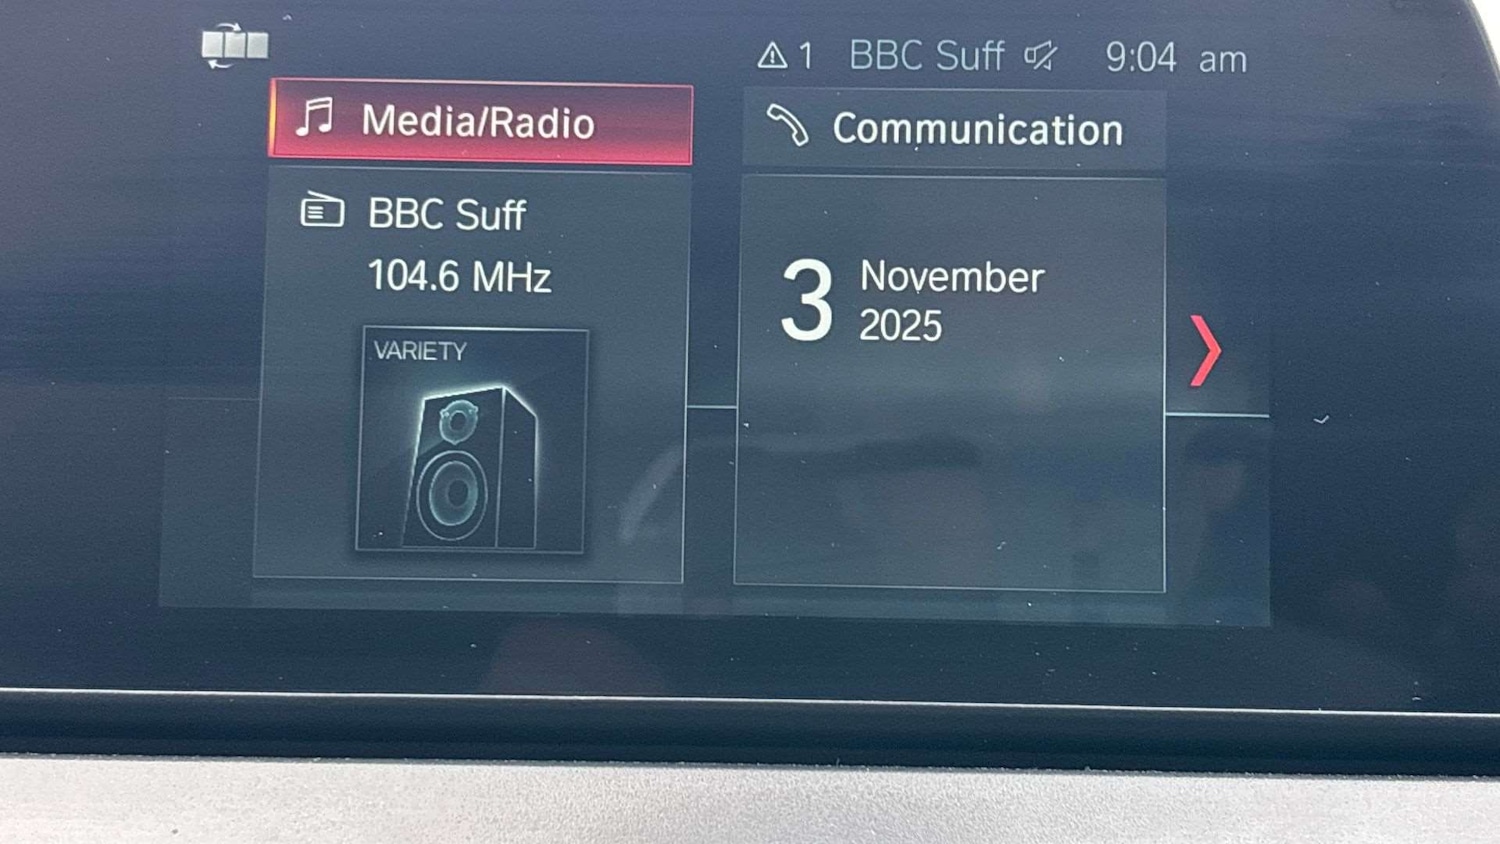 1 BBC Suff 9:04 am
Media/Radio
BBC Suff
104.6 MHz
VARIETY
Communication
3 November
2025